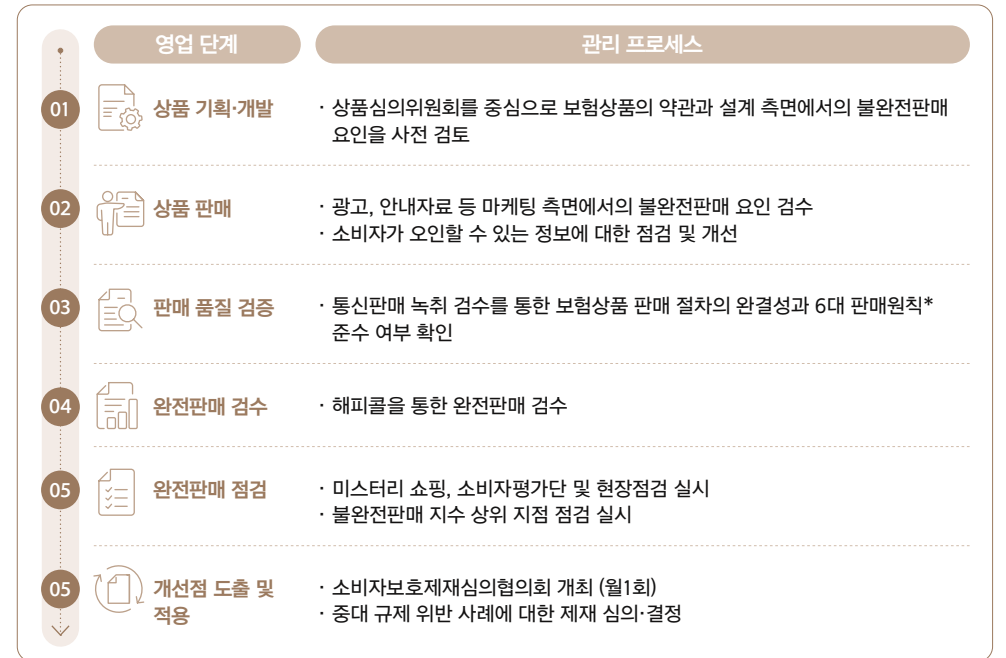 영업 단계
관리 프로세스
01
상품 기획·개발
· 상품심의위원회를 중심으로 보험상품의 약관과 설계 측면에서의 불완전판매
요인을 사전 검토
02
상품 판매
· 광고, 안내자료 등 마케팅 측면에서의 불완전판매 요인 검수
· 소비자가 오인할 수 있는 정보에 대한 점검 및 개선
03
판매 품질 검증
· 통신판매 녹취 검수를 통한 보험상품 판매 절차의 완결성과 6대 판매원칙*
준수 여부 확인
04
완전판매 검수
· 해피콜을 통한 완전판매 검수
05
완전판매 점검
· 미스터리 쇼핑, 소비자평가단 및 현장점검 실시
· 불완전판매 지수 상위 지점 점검 실시
05
개선점 도출 및
적용
· 소비자보호제재심의협의회 개최 (월1회)
· 중대 규제 위반 사례에 대한 제재 심의·결정